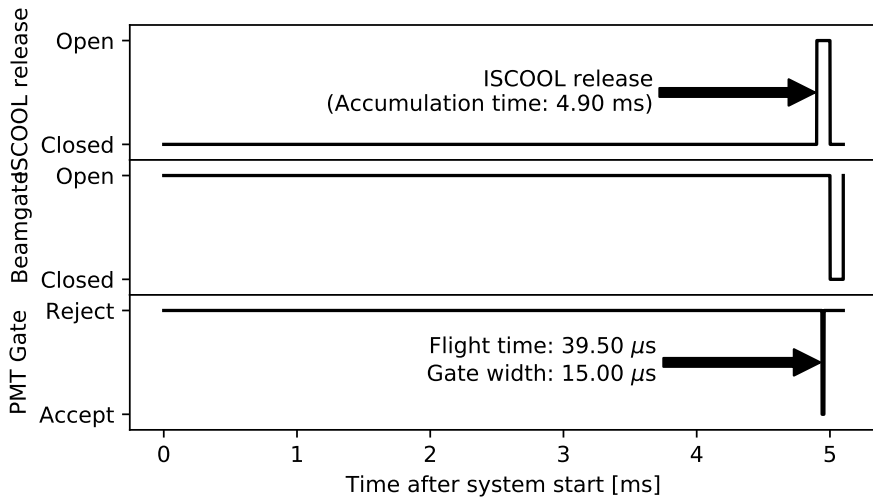 ISCOOL release
Open
Closed
ISCOOL release
(Accumulation time: 4.90 ms)
Beamgate
Open
Closed
PMT Gate
Reject
Accept
Flight time: 39.50 μs
Gate width: 15.00 μs
0 1 2 3 4 5
Time after system start [ms]